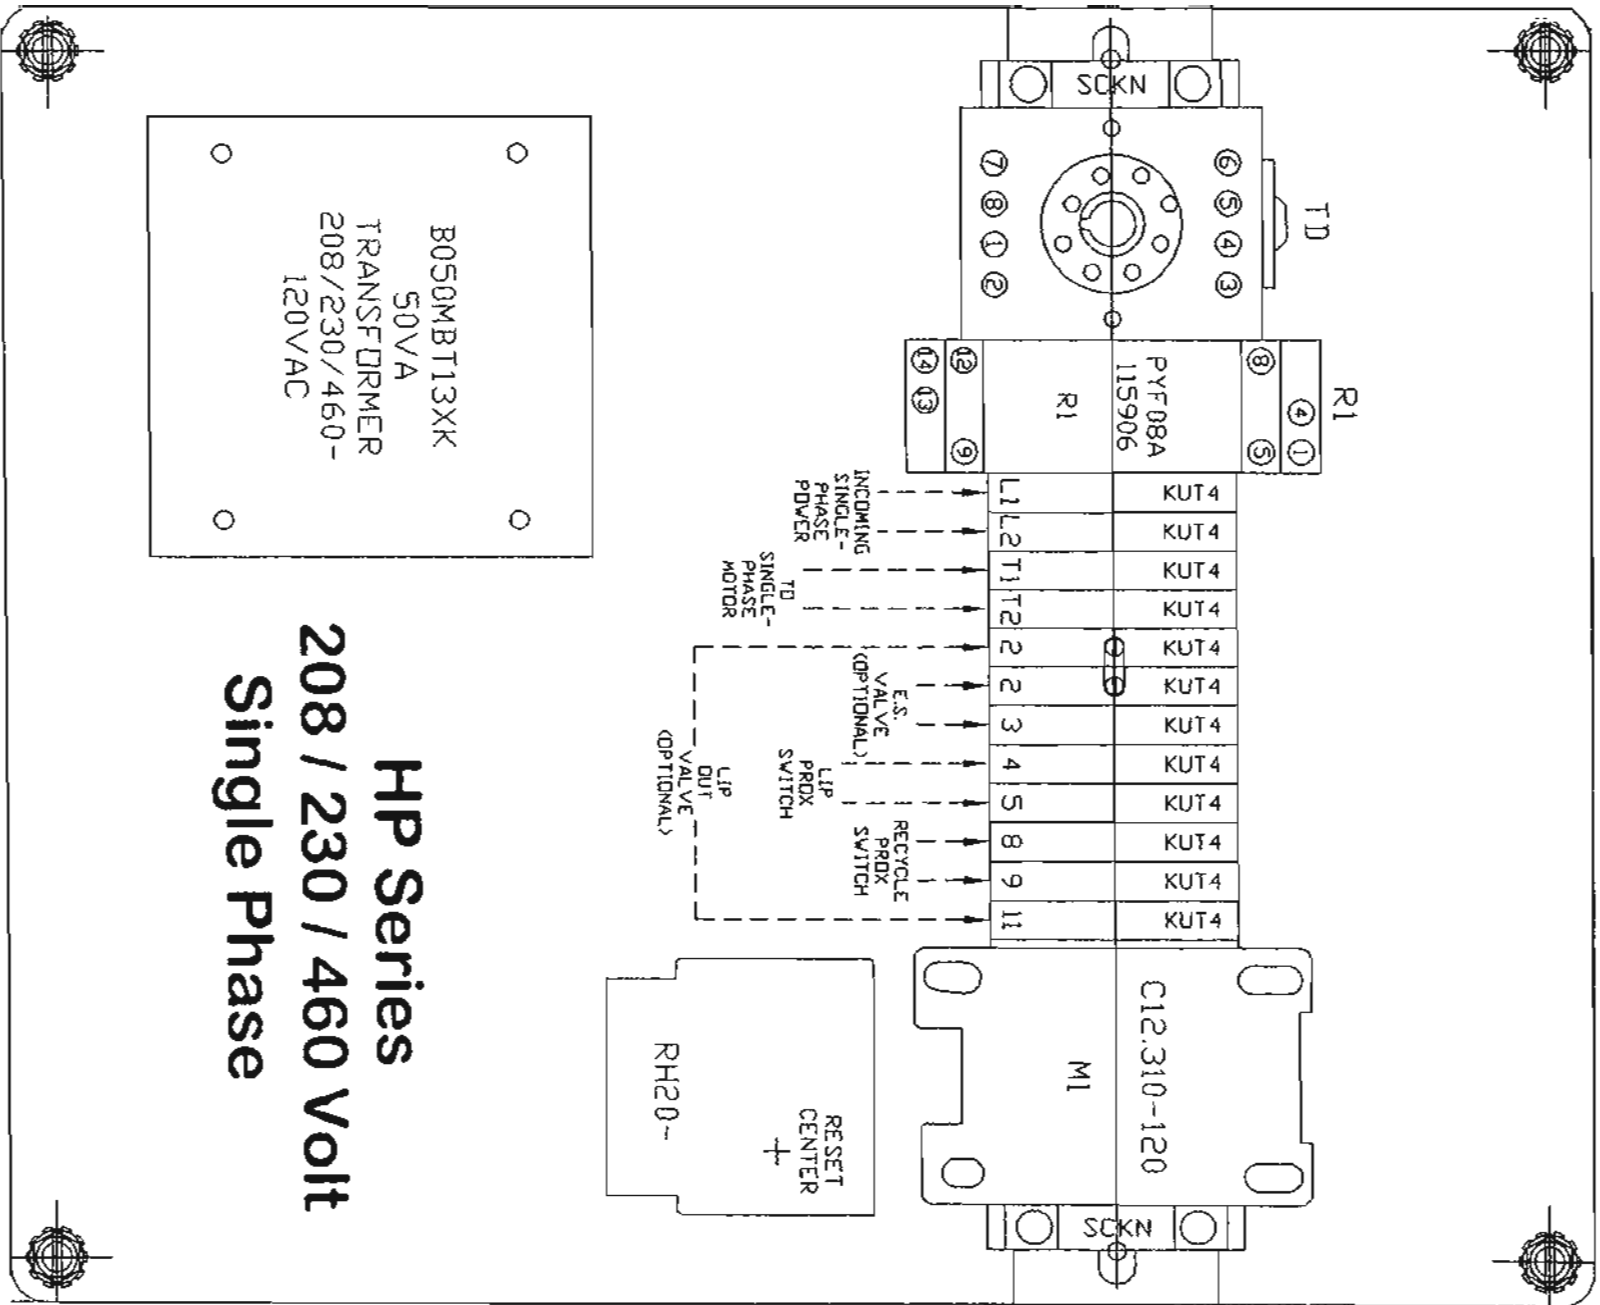 TD
R1
6 5 4 3
4 1
8 5
SCKN
PYF08A
115906
R1
7 8 1 2
12 9
14 13
KUT4
KUT4
KUT4
KUT4
KUT4
KUT4
KUT4
KUT4
KUT4
KUT4
KUT4
KUT4
L1
L2
T1
T2
2
2
3
4
5
8
9
11
C12.310-120
M1
SCKN
INCOMING
SINGLE-
PHASE
POWER
TO
SINGLE-
PHASE
MOTOR
E.S.
VALVE
(OPTIONAL)
LIP
PROX
SWITCH
RECYCLE
PROX
SWITCH
LIP
OUT
VALVE
(OPTIONAL)
RESET
CENTER
RH20-
B050MBT13XK
50VA
TRANSFORMER
208/230/460-
120VAC
HP Series
208 / 230 / 460 Volt
Single Phase